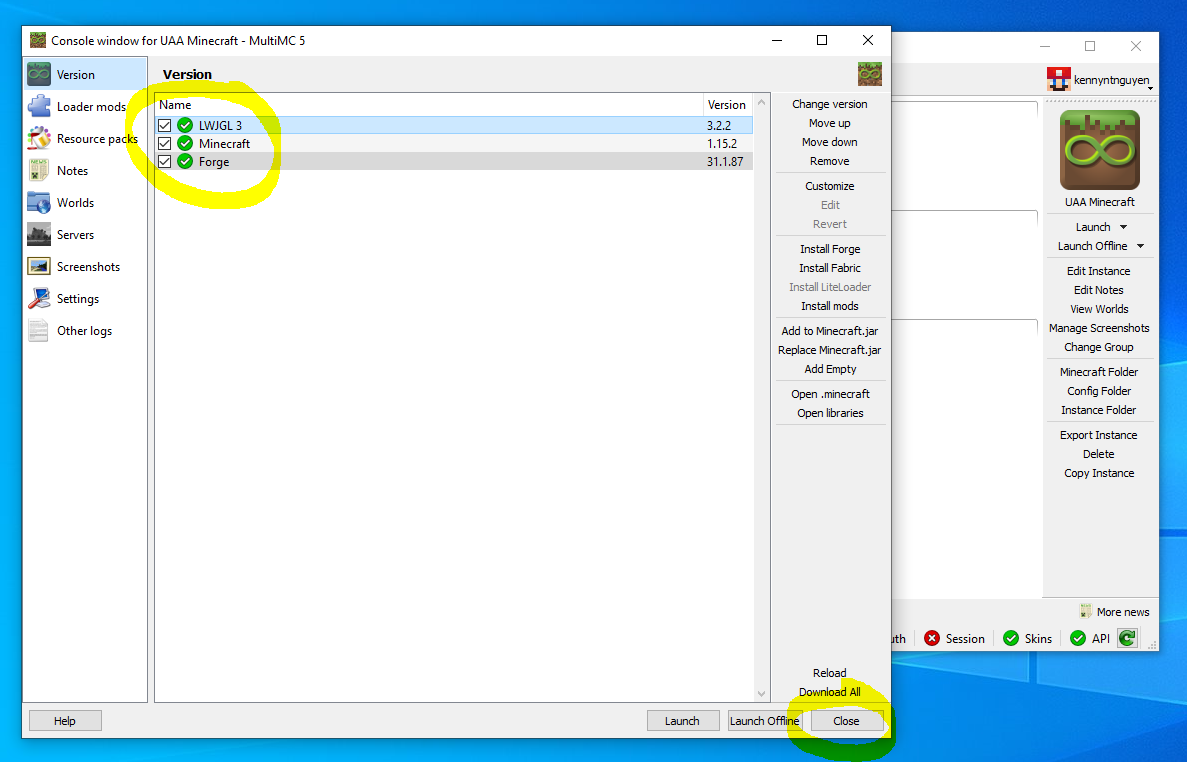 Console window for UAA Minecraft - MultiMC 5
Version
Loader mods
Resource packs
Notes
Worlds
Servers
Screenshots
Settings
Other logs
Version
Name Version
LWJGL 3 3.2.2
Minecraft 1.15.2
Forge 31.1.87
Change version
Move up
Move down
Remove
Customize
Edit
Revert
Install Forge
Install Fabric
Install LiteLoader
Install mods
Add to Minecraft.jar
Replace Minecraft.jar
Add Empty
Open .minecraft
Open libraries
Reload
Download All
Help
Launch
Launch Offline
Close
kennyntnguyen
UAA Minecraft
Launch
Launch Offline
Edit Instance
Edit Notes
View Worlds
Manage Screenshots
Change Group
Minecraft Folder
Config Folder
Instance Folder
Export Instance
Delete
Copy Instance
More news
uth Session Skins API